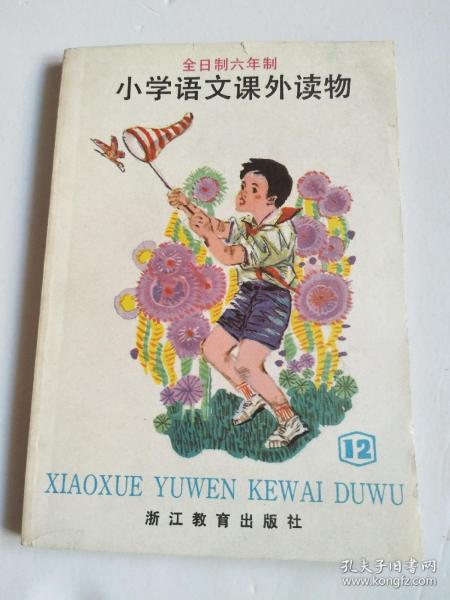 全日制六年制
小学语文课外读物
12
XIAOXUE YUWEN KEWAI DUWU
浙江教育出版社
孔夫子旧书网
www.kongfz.com